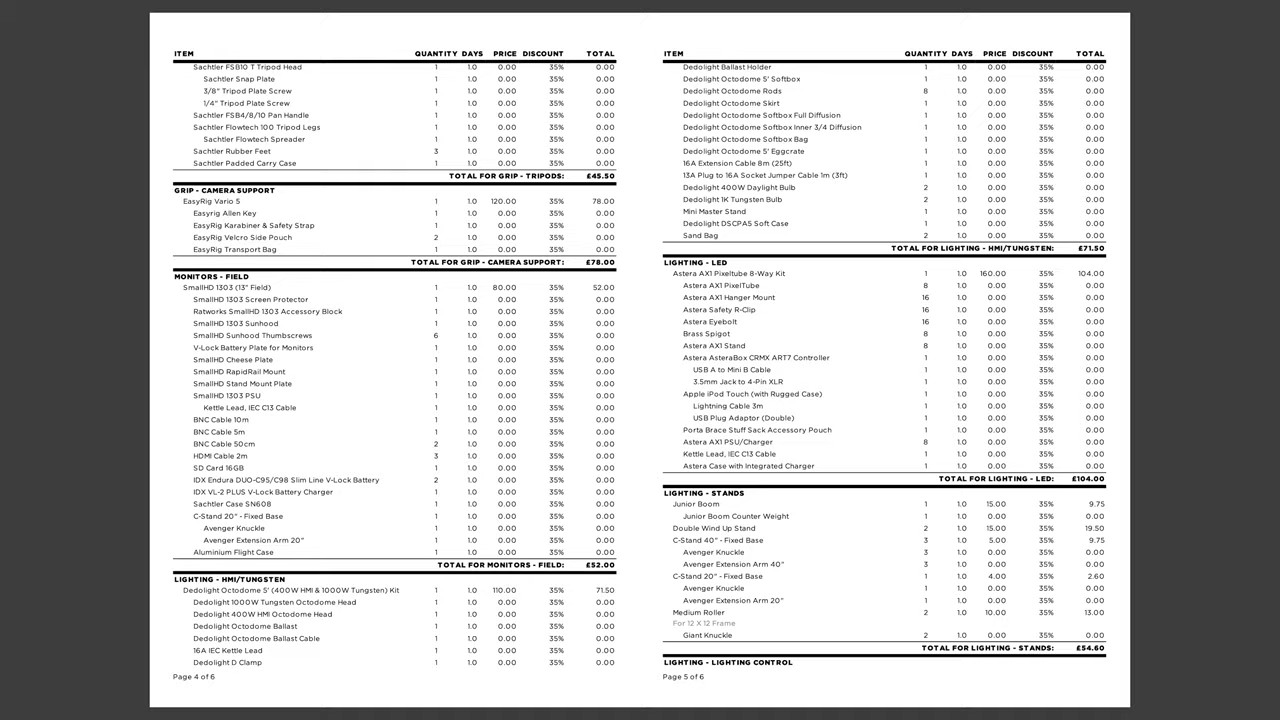 ITEM QUANTITY DAYS PRICE DISCOUNT TOTAL
Sachtler FSB10 T Tripod Head 1 1.0 0.00 35% 0.00
Sachtler Snap Plate 1 1.0 0.00 35% 0.00
3/8" Tripod Plate Screw 1 1.0 0.00 35% 0.00
1/4" Tripod Plate Screw 1 1.0 0.00 35% 0.00
Sachtler FSB4/8/10 Pan Handle 1 1.0 0.00 35% 0.00
Sachtler Flowtech 100 Tripod Legs 1 1.0 0.00 35% 0.00
Sachtler Flowtech Spreader 1 1.0 0.00 35% 0.00
Sachtler Rubber Feet 3 1.0 0.00 35% 0.00
Sachtler Padded Carry Case 1 1.0 0.00 35% 0.00
TOTAL FOR GRIP - TRIPODS: £45.50
GRIP - CAMERA SUPPORT
EasyRig Vario 5 1 1.0 120.00 35% 78.00
Easyrig Allen Key 1 1.0 0.00 35% 0.00
EasyRig Karabiner & Safety Strap 1 1.0 0.00 35% 0.00
EasyRig Velcro Side Pouch 2 1.0 0.00 35% 0.00
EasyRig Transport Bag 1 1.0 0.00 35% 0.00
TOTAL FOR GRIP - CAMERA SUPPORT: £78.00
MONITORS - FIELD
SmallHD 1303 (13" Field) 1 1.0 80.00 35% 52.00
SmallHD 1303 Screen Protector 1 1.0 0.00 35% 0.00
Ratworks SmallHD 1303 Accessory Block 1 1.0 0.00 35% 0.00
SmallHD 1303 Sunhood 1 1.0 0.00 35% 0.00
SmallHD Sunhood Thumbscrews 6 1.0 0.00 35% 0.00
V-Lock Battery Plate for Monitors 1 1.0 0.00 35% 0.00
SmallHD Cheese Plate 1 1.0 0.00 35% 0.00
SmallHD RapidRail Mount 1 1.0 0.00 35% 0.00
SmallHD Stand Mount Plate 1 1.0 0.00 35% 0.00
SmallHD 1303 PSU 1 1.0 0.00 35% 0.00
Kettle Lead, IEC C13 Cable 1 1.0 0.00 35% 0.00
BNC Cable 10m 1 1.0 0.00 35% 0.00
BNC Cable 5m 1 1.0 0.00 35% 0.00
BNC Cable 50cm 2 1.0 0.00 35% 0.00
HDMI Cable 2m 3 1.0 0.00 35% 0.00
SD Card 16GB 1 1.0 0.00 35% 0.00
IDX Endura DUO-C95/C98 Slim Line V-Lock Battery 2 1.0 0.00 35% 0.00
IDX VL-2 PLUS V-Lock Battery Charger 1 1.0 0.00 35% 0.00
Sachtler Case SN608 1 1.0 0.00 35% 0.00
C-Stand 20" - Fixed Base 1 1.0 0.00 35% 0.00
Avenger Knuckle 1 1.0 0.00 35% 0.00
Avenger Extension Arm 20" 1 1.0 0.00 35% 0.00
Aluminium Flight Case 1 1.0 0.00 35% 0.00
TOTAL FOR MONITORS - FIELD: £52.00
LIGHTING - HMI/TUNGSTEN
Dedolight Octodome 5' (400W HMI & 1000W Tungsten) Kit 1 1.0 110.00 35% 71.50
Dedolight 1000W Tungsten Octodome Head 1 1.0 0.00 35% 0.00
Dedolight 400W HMI Octodome Head 1 1.0 0.00 35% 0.00
Dedolight Octodome Ballast 1 1.0 0.00 35% 0.00
Dedolight Octodome Ballast Cable 1 1.0 0.00 35% 0.00
16A IEC Kettle Lead 1 1.0 0.00 35% 0.00
Dedolight D Clamp 1 1.0 0.00 35% 0.00
Page 4 of 6
ITEM QUANTITY DAYS PRICE DISCOUNT TOTAL
Dedolight Ballast Holder 1 1.0 0.00 35% 0.00
Dedolight Octodome 5' Softbox 1 1.0 0.00 35% 0.00
Dedolight Octodome Rods 8 1.0 0.00 35% 0.00
Dedolight Octodome Skirt 1 1.0 0.00 35% 0.00
Dedolight Octodome Softbox Full Diffusion 1 1.0 0.00 35% 0.00
Dedolight Octodome Softbox Inner 3/4 Diffusion 1 1.0 0.00 35% 0.00
Dedolight Octodome Softbox Bag 1 1.0 0.00 35% 0.00
Dedolight Octodome 5' Eggcrate 1 1.0 0.00 35% 0.00
16A Extension Cable 8m (25ft) 1 1.0 0.00 35% 0.00
13A Plug to 16A Socket Jumper Cable 1m (3ft) 1 1.0 0.00 35% 0.00
Dedolight 400W Daylight Bulb 2 1.0 0.00 35% 0.00
Dedolight 1K Tungsten Bulb 2 1.0 0.00 35% 0.00
Mini Master Stand 1 1.0 0.00 35% 0.00
Dedolight DSCPA5 Soft Case 1 1.0 0.00 35% 0.00
Sand Bag 2 1.0 0.00 35% 0.00
TOTAL FOR LIGHTING - HMI/TUNGSTEN: £71.50
LIGHTING - LED
Astera AX1 Pixeltube 8-Way Kit 1 1.0 160.00 35% 104.00
Astera AX1 PixelTube 8 1.0 0.00 35% 0.00
Astera AX1 Hanger Mount 16 1.0 0.00 35% 0.00
Astera Safety R-Clip 16 1.0 0.00 35% 0.00
Astera Eyebolt 16 1.0 0.00 35% 0.00
Brass Spigot 8 1.0 0.00 35% 0.00
Astera AX1 Stand 8 1.0 0.00 35% 0.00
Astera AsteraBox CRMX ART7 Controller 1 1.0 0.00 35% 0.00
USB A to Mini B Cable 1 1.0 0.00 35% 0.00
3.5mm Jack to 4-Pin XLR 1 1.0 0.00 35% 0.00
Apple iPod Touch (with Rugged Case) 1 1.0 0.00 35% 0.00
Lightning Cable 3m 1 1.0 0.00 35% 0.00
USB Plug Adaptor (Double) 1 1.0 0.00 35% 0.00
Porta Brace Stuff Sack Accessory Pouch 1 1.0 0.00 35% 0.00
Astera AX1 PSU/Charger 8 1.0 0.00 35% 0.00
Kettle Lead, IEC C13 Cable 1 1.0 0.00 35% 0.00
Astera Case with Integrated Charger 1 1.0 0.00 35% 0.00
TOTAL FOR LIGHTING - LED: £104.00
LIGHTING - STANDS
Junior Boom 1 1.0 15.00 35% 9.75
Junior Boom Counter Weight 1 1.0 0.00 35% 0.00
Double Wind Up Stand 2 1.0 15.00 35% 19.50
C-Stand 40" - Fixed Base 3 1.0 5.00 35% 9.75
Avenger Knuckle 3 1.0 0.00 35% 0.00
Avenger Extension Arm 40" 3 1.0 0.00 35% 0.00
C-Stand 20" - Fixed Base 1 1.0 4.00 35% 2.60
Avenger Knuckle 1 1.0 0.00 35% 0.00
Avenger Extension Arm 20" 1 1.0 0.00 35% 0.00
Medium Roller 2 1.0 10.00 35% 13.00
For 12 X 12 Frame
Giant Knuckle 2 1.0 0.00 35% 0.00
TOTAL FOR LIGHTING - STANDS: £54.60
LIGHTING - LIGHTING CONTROL
Page 5 of 6